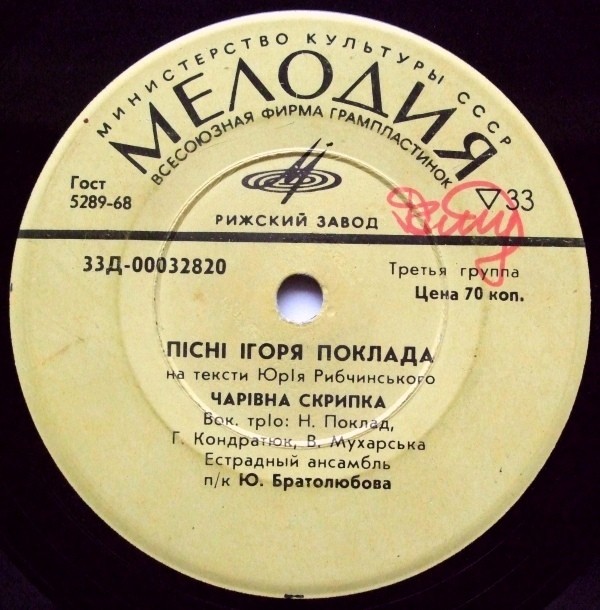 МИНИСТЕРСТВО КУЛЬТУРЫ СССР
МЕЛОДИЯ
ВСЕСОЮЗНАЯ ФИРМА ГРАМПЛАСТИНОК
Гост
5289-68
▽33
РИЖСКИЙ ЗАВОД
33Д-00032820
Третья группа
Цена 70 коп.
ПІСНІ ІГОРЯ ПОКЛАДА
на тексти ЮрІя Рибчинського
ЧАРІВНА СКРИПКА
Вок. трІо: Н. Поклад,
Г. Кондратюк, В. Мухарська
Естрадный ансамбль
п/к Ю. Братолюбова